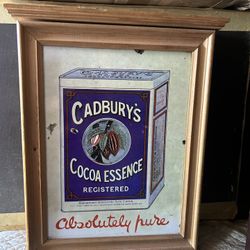 CADBURY'S
COCOA ESSENCE
REGISTERED
Absolutely pure